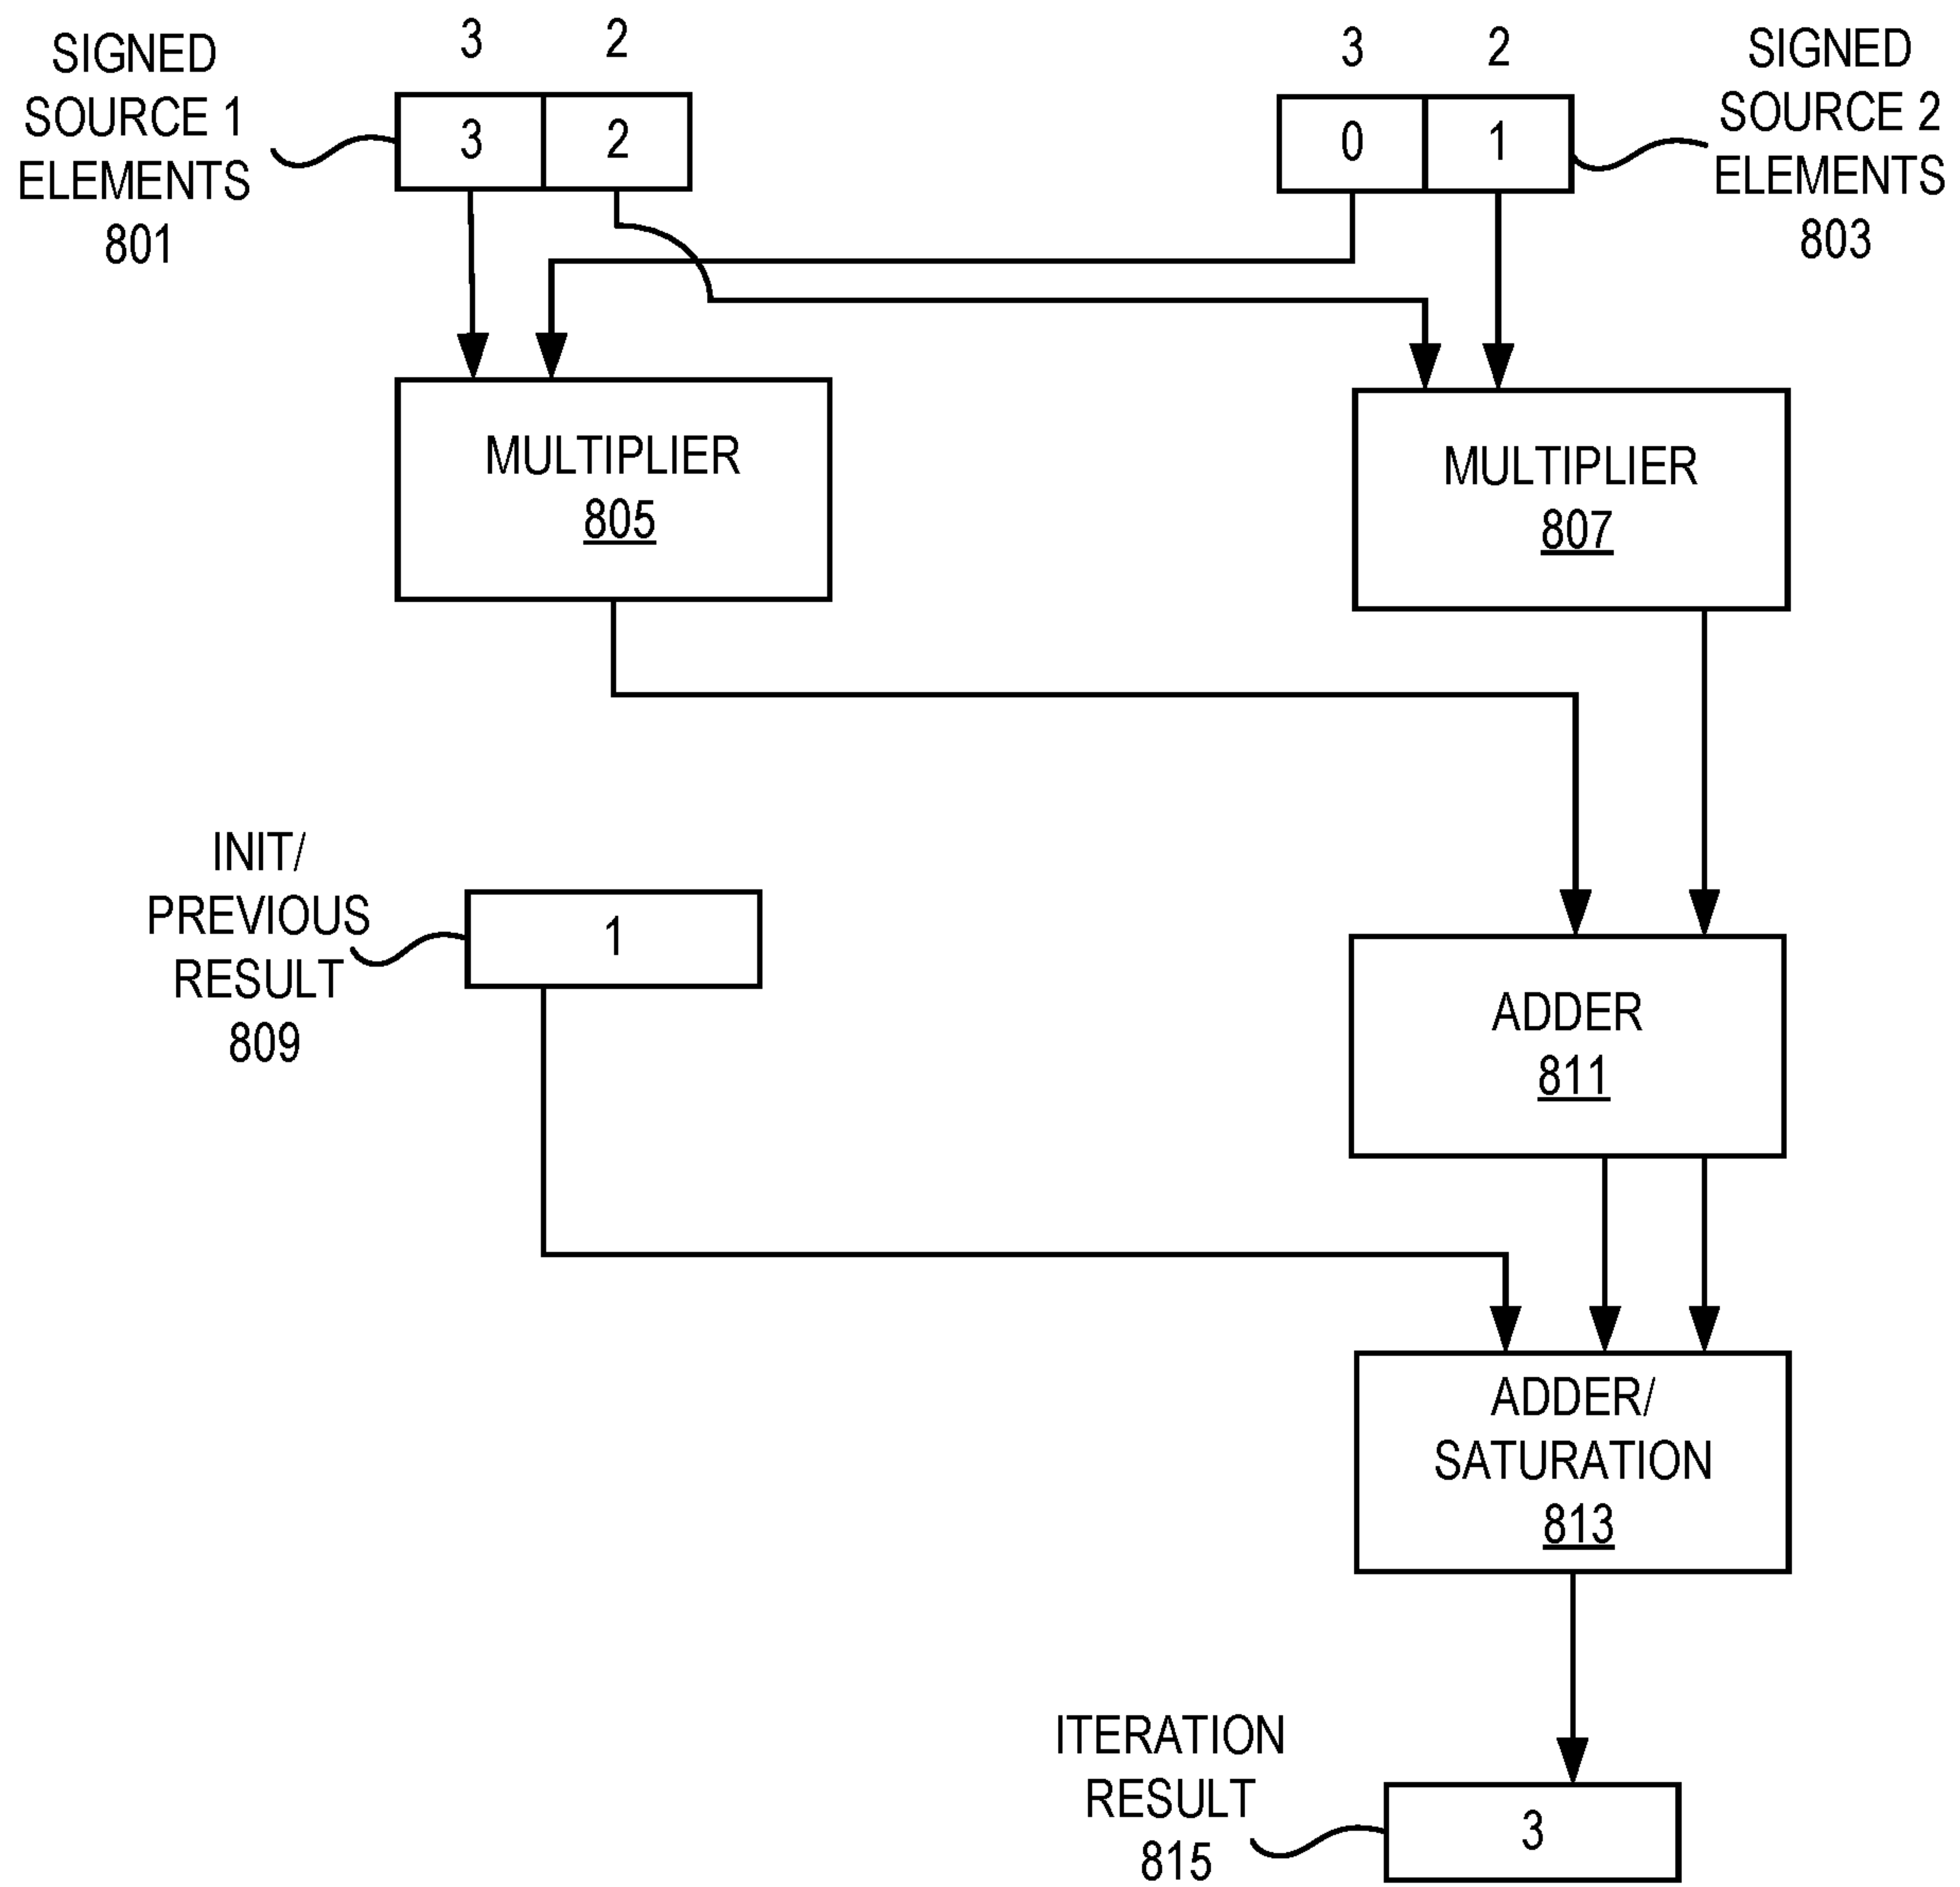 SIGNED
SOURCE 1
ELEMENTS
801
3 2
3 2
3 2
0 1
SIGNED
SOURCE 2
ELEMENTS
803
MULTIPLIER
805
MULTIPLIER
807
INIT/
PREVIOUS
RESULT
809
1
ADDER
811
ADDER/
SATURATION
813
ITERATION
RESULT
815
3